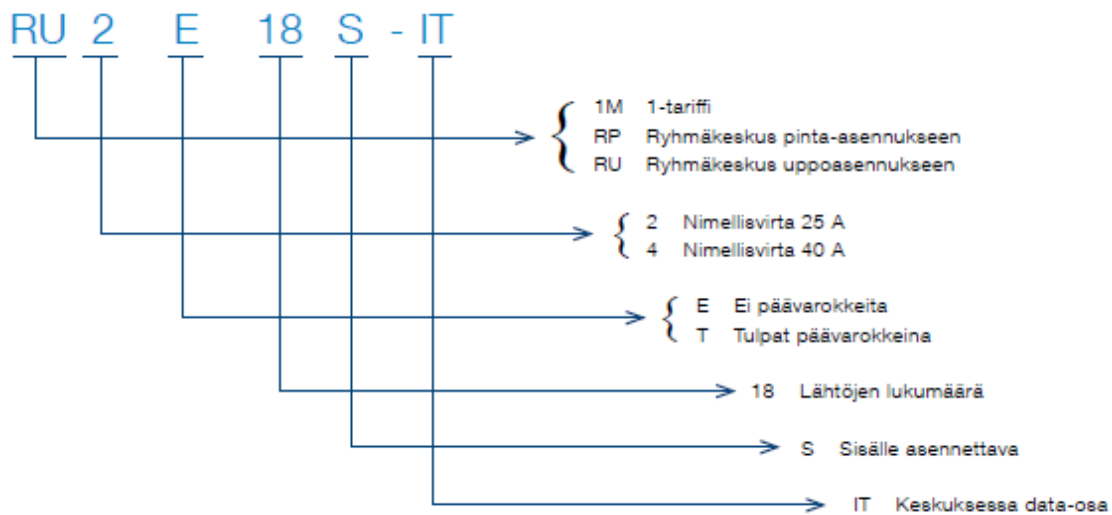 RU 2 E 18 S - IT
1M 1-tariffi
RP Ryhmäkeskus pinta-asennukseen
RU Ryhmäkeskus uppoasennukseen
2 Nimellisvirta 25 A
4 Nimellisvirta 40 A
E Ei päävarokkeita
T Tulpat päävarokkeina
18 Lähtöjen lukumäärä
S Sisälle asennettava
IT Keskuksessa data-osa